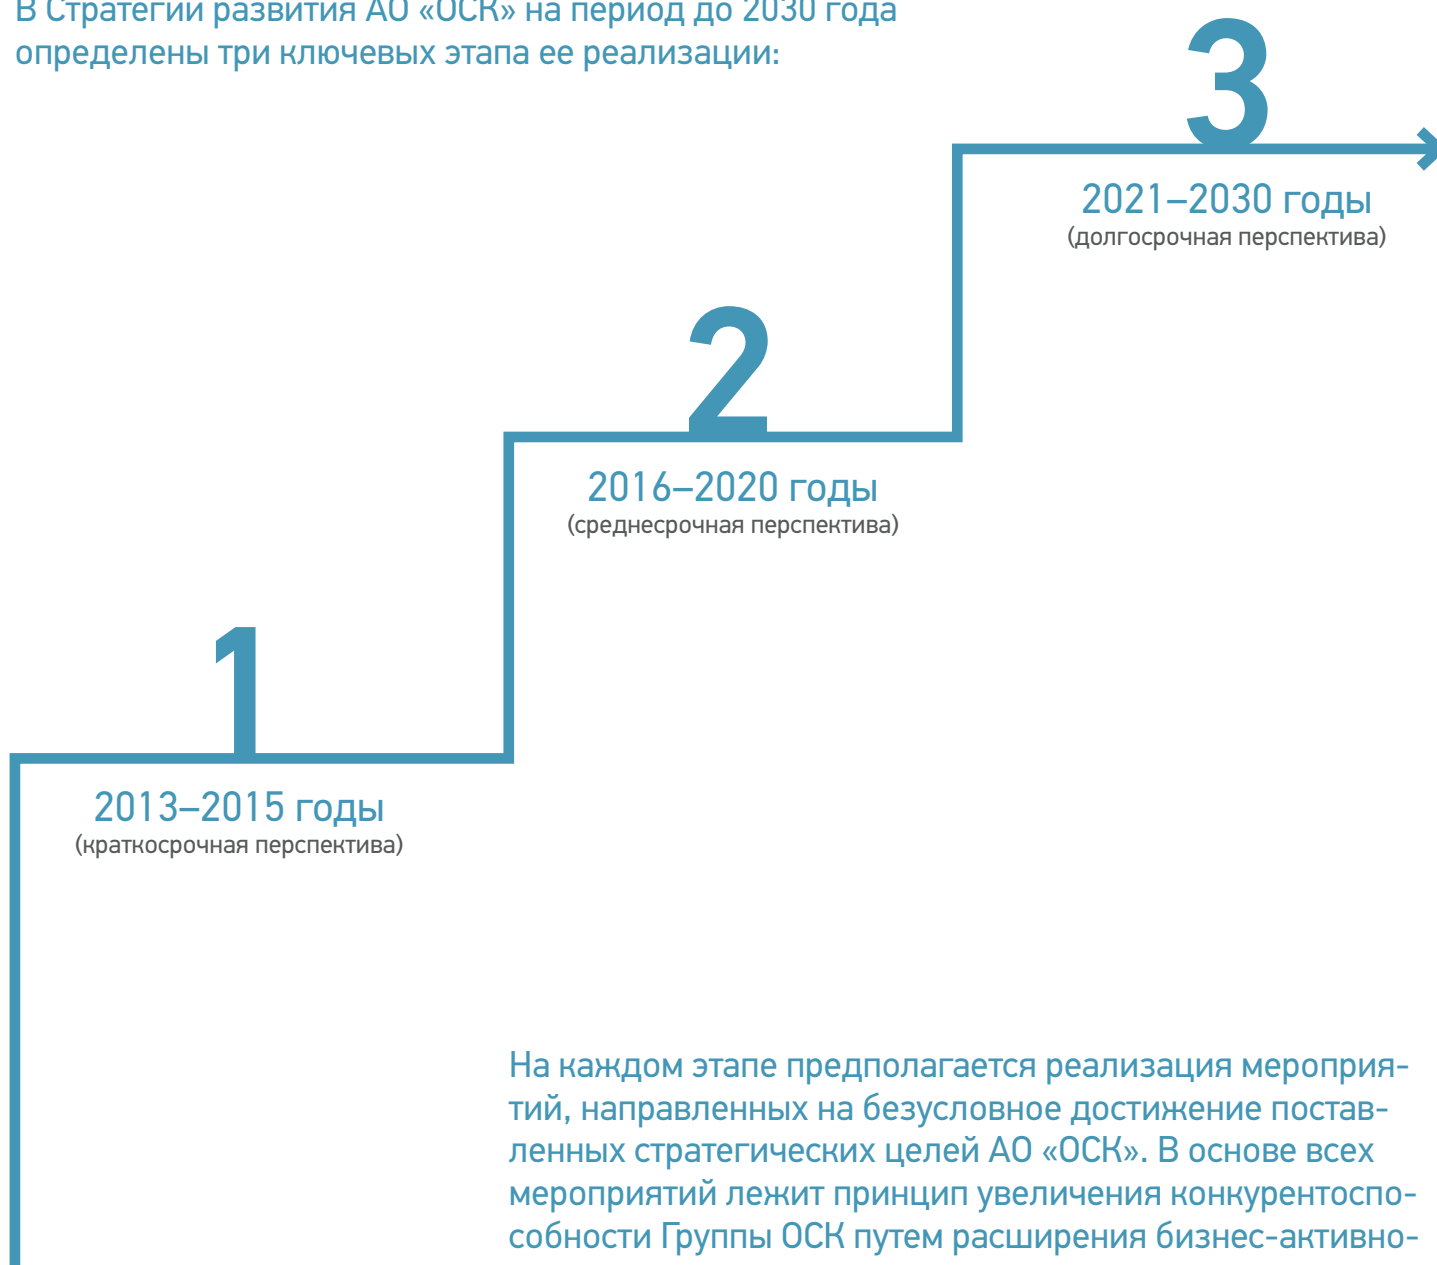 В Стратегии развития АО «ОСК» на период до 2030 года
определены три ключевых этапа ее реализации:
3
2021–2030 годы
(долгосрочная перспектива)
2
2016–2020 годы
(среднесрочная перспектива)
1
2013–2015 годы
(краткосрочная перспектива)
На каждом этапе предполагается реализация мероприя-
тий, направленных на безусловное достижение постав-
ленных стратегических целей АО «ОСК». В основе всех
мероприятий лежит принцип увеличения конкурентоспо-
собности Группы ОСК путем расширения бизнес-активно-